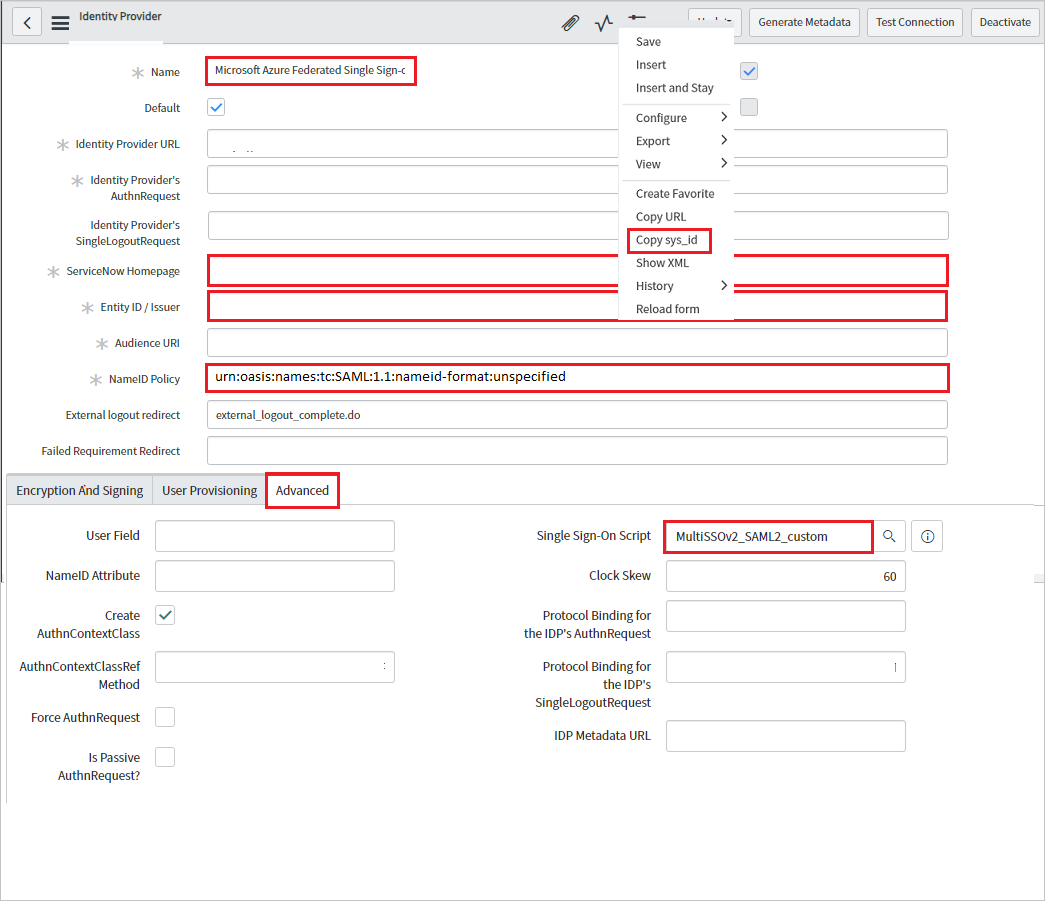 Identity Provider
Generate Metadata
Test Connection
Deactivate
Save
Insert
Insert and Stay
Configure
Export
View
Create Favorite
Copy URL
Copy sys_id
Show XML
History
Reload form
Name
Microsoft Azure Federated Single Sign-c
Default
Identity Provider URL
Identity Provider's
AuthnRequest
Identity Provider's
SingleLogoutRequest
ServiceNow Homepage
Entity ID / Issuer
Audience URI
NameID Policy
urn:oasis:names:tc:SAML:1.1:nameid-format:unspecified
External logout redirect
external_logout_complete.do
Failed Requirement Redirect
Encryption And Signing
User Provisioning
Advanced
User Field
NameID Attribute
Create
AuthnContextClass
AuthnContextClassRef
Method
Force AuthnRequest
Is Passive
AuthnRequest?
Single Sign-On Script
MultiSSOv2_SAML2_custom
Clock Skew
60
Protocol Binding for
the IDP's AuthnRequest
Protocol Binding for
the IDP's
SingleLogoutRequest
IDP Metadata URL